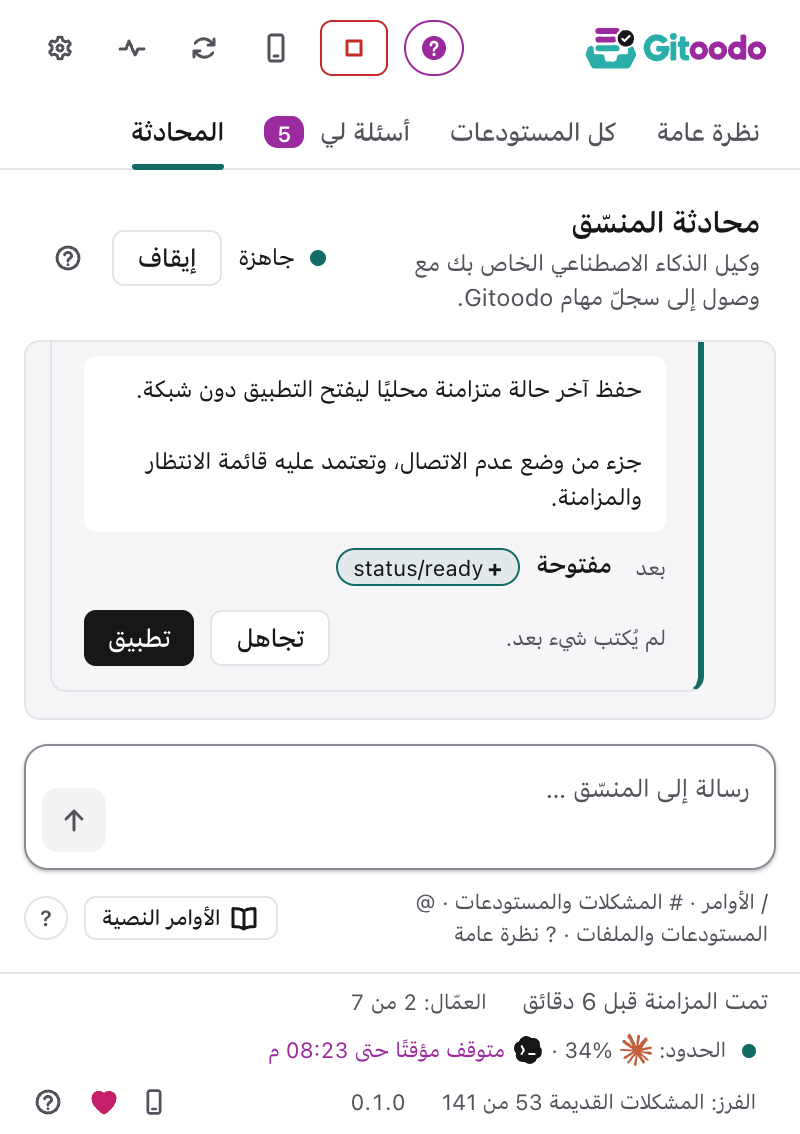 Gitoodo
نظرة عامة
كل المستودعات
أسئلة لي 5
المحادثة
محادثة المنسّق
وكيل الذكاء الاصطناعي الخاص بك مع
وصول إلى سجلّ مهام Gitoodo.
جاهزة
إيقاف
حفظ آخر حالة متزامنة محليًا ليفتح التطبيق دون شبكة.
جزء من وضع عدم الاتصال، وتعتمد عليه قائمة الانتظار
والمزامنة.
بعد مفتوحة + status/ready
لم يُكتب شيء بعد.
تجاهل
تطبيق
رسالة إلى المنسّق ...
/ الأوامر · # المشكلات والمستودعات · @
المستودعات والملفات · ? نظرة عامة
الأوامر النصية
?
تمت المزامنة قبل 6 دقائق
العمّال: 2 من 7
الحدود: 34% · متوقف مؤقتًا حتى 08:23 م
الفرز: المشكلات القديمة 53 من 141
0.1.0